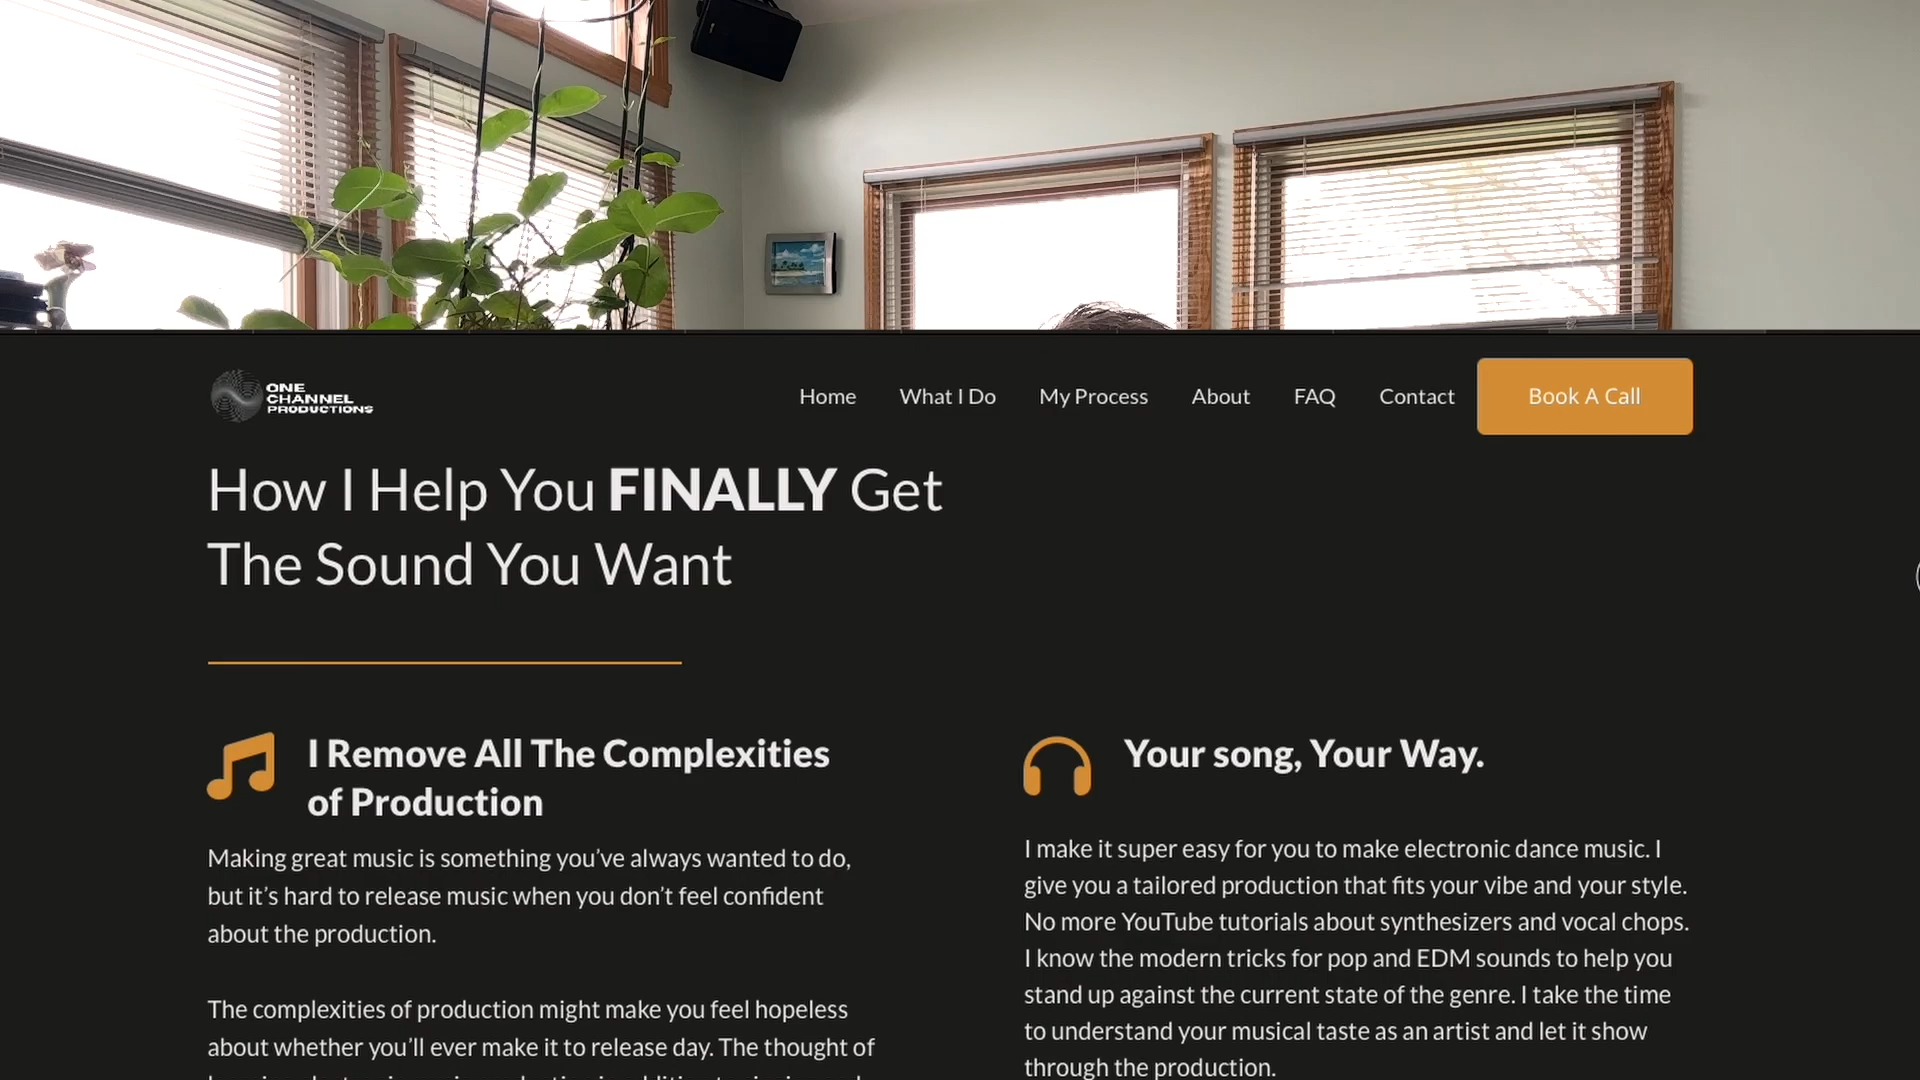 ONE
CHANNEL
PRODUCTIONS
Home What I Do My Process About FAQ Contact Book A Call
How I Help You FINALLY Get
The Sound You Want
I Remove All The Complexities
of Production
Making great music is something you’ve always wanted to do,
but it’s hard to release music when you don’t feel confident
about the production.
The complexities of production might make you feel hopeless
about whether you’ll ever make it to release day. The thought of
Your song, Your Way.
I make it super easy for you to make electronic dance music. I
give you a tailored production that fits your vibe and your style.
No more YouTube tutorials about synthesizers and vocal chops.
I know the modern tricks for pop and EDM sounds to help you
stand up against the current state of the genre. I take the time
to understand your musical taste as an artist and let it show
through the production.